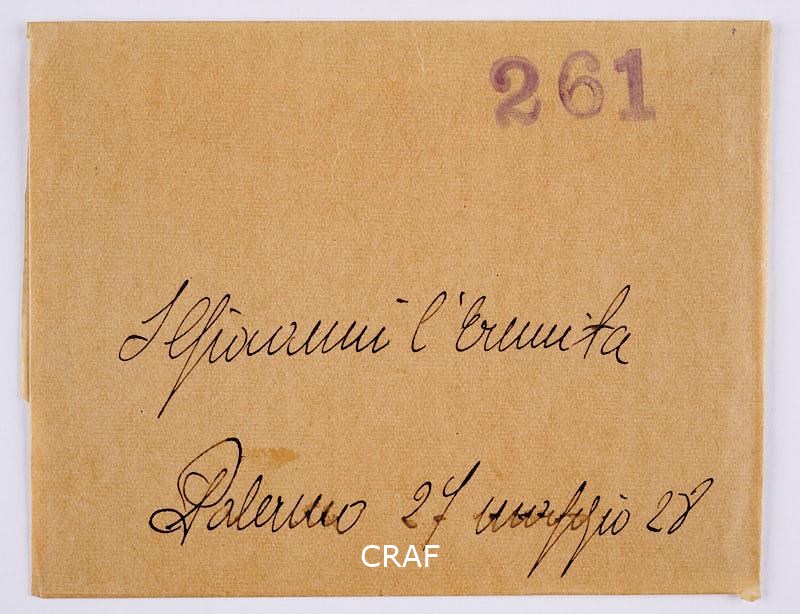 261
S Giovanni l'Eremita
Palermo 27 maggio 28
CRAF